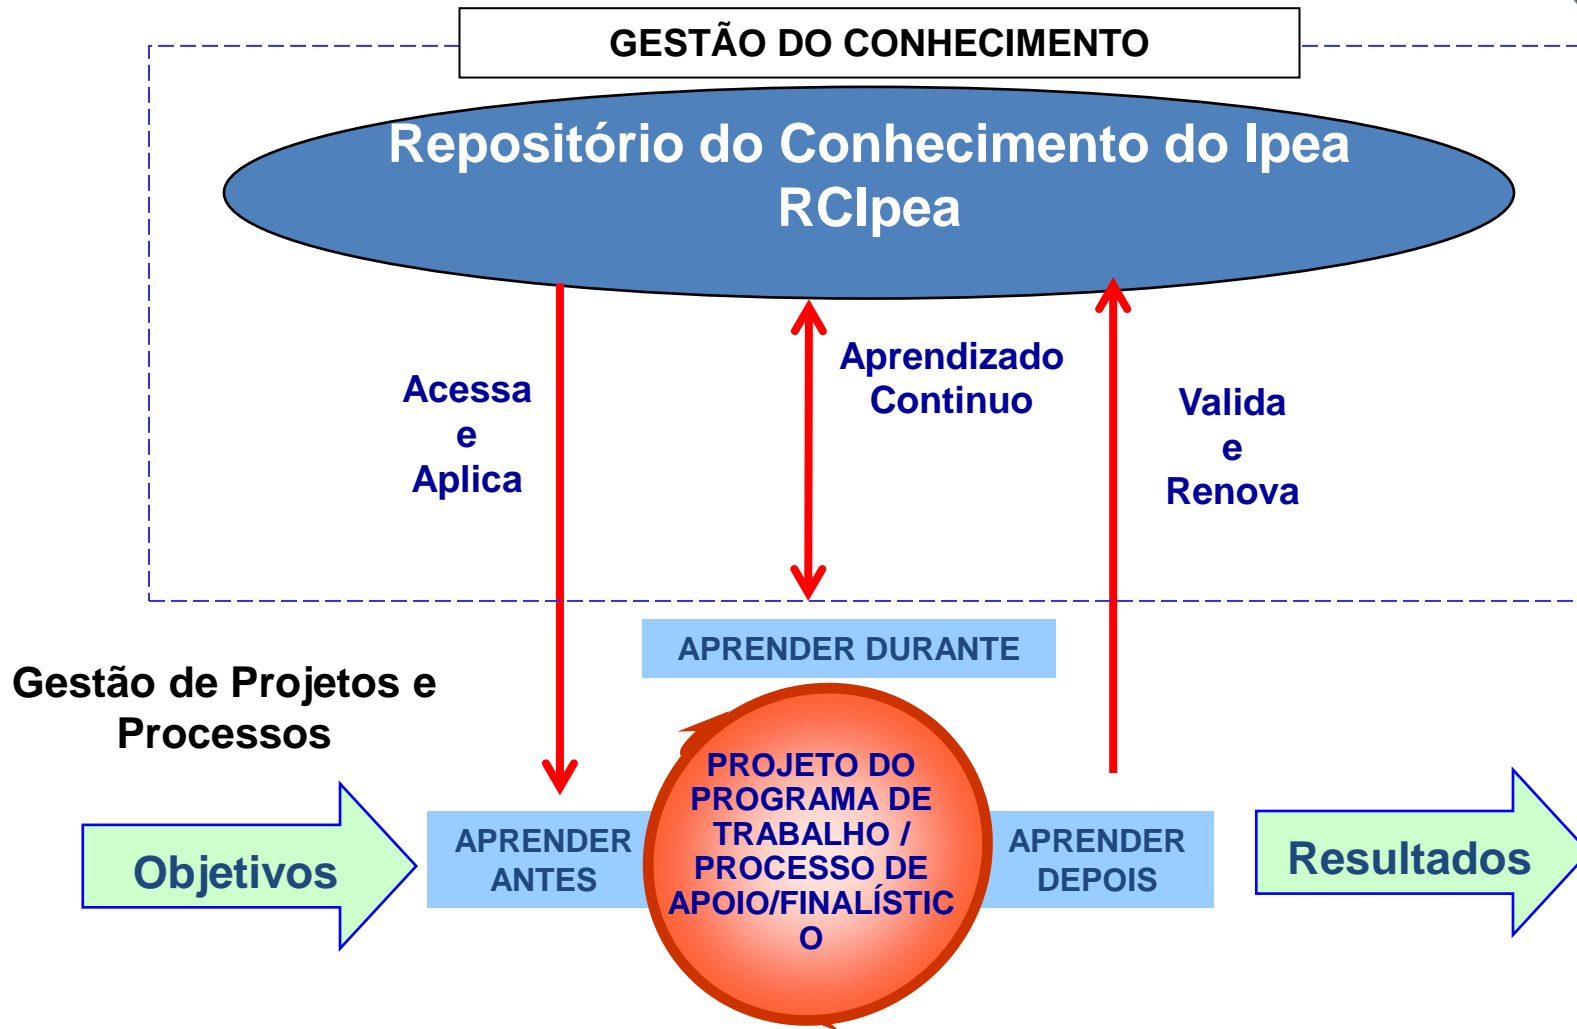 GESTÃO DO CONHECIMENTO
Repositório do Conhecimento do Ipea
RCIpea
Acessa
e
Aplica
Aprendizado
Continuo
Valida
e
Renova
APRENDER DURANTE
Gestão de Projetos e
Processos
Objetivos
APRENDER
ANTES
PROJETO DO
PROGRAMA DE
TRABALHO /
PROCESSO DE
APOIO/FINALÍSTIC
O
APRENDER
DEPOIS
Resultados